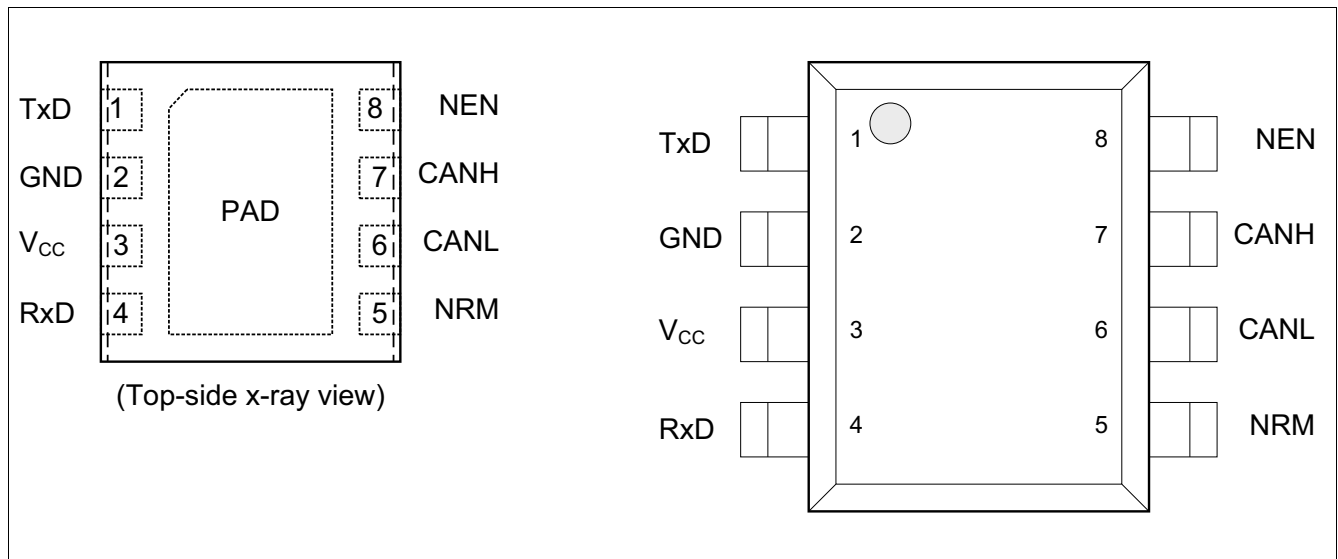 TxD 1 8 NEN
GND 2 7 CANH
PAD
VCC 3 6 CANL
RxD 4 5 NRM
(Top-side x-ray view)
TxD 1 8 NEN
GND 2 7 CANH
VCC 3 6 CANL
RxD 4 5 NRM